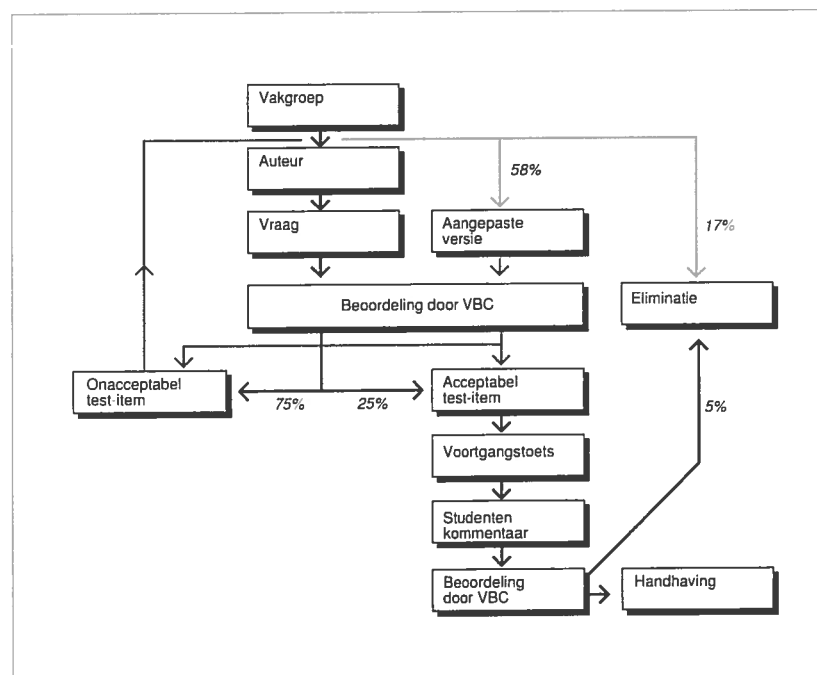 Vakgroep
Auteur
58%
Vraag
Aangepaste
versie
17%
Beoordeling door VBC
Eliminatie
Onacceptabel
test-item
75%
25%
Acceptabel
test-item
5%
Voortgangstoets
Studenten
kommentaar
Beoordeling
door VBC
Handhaving